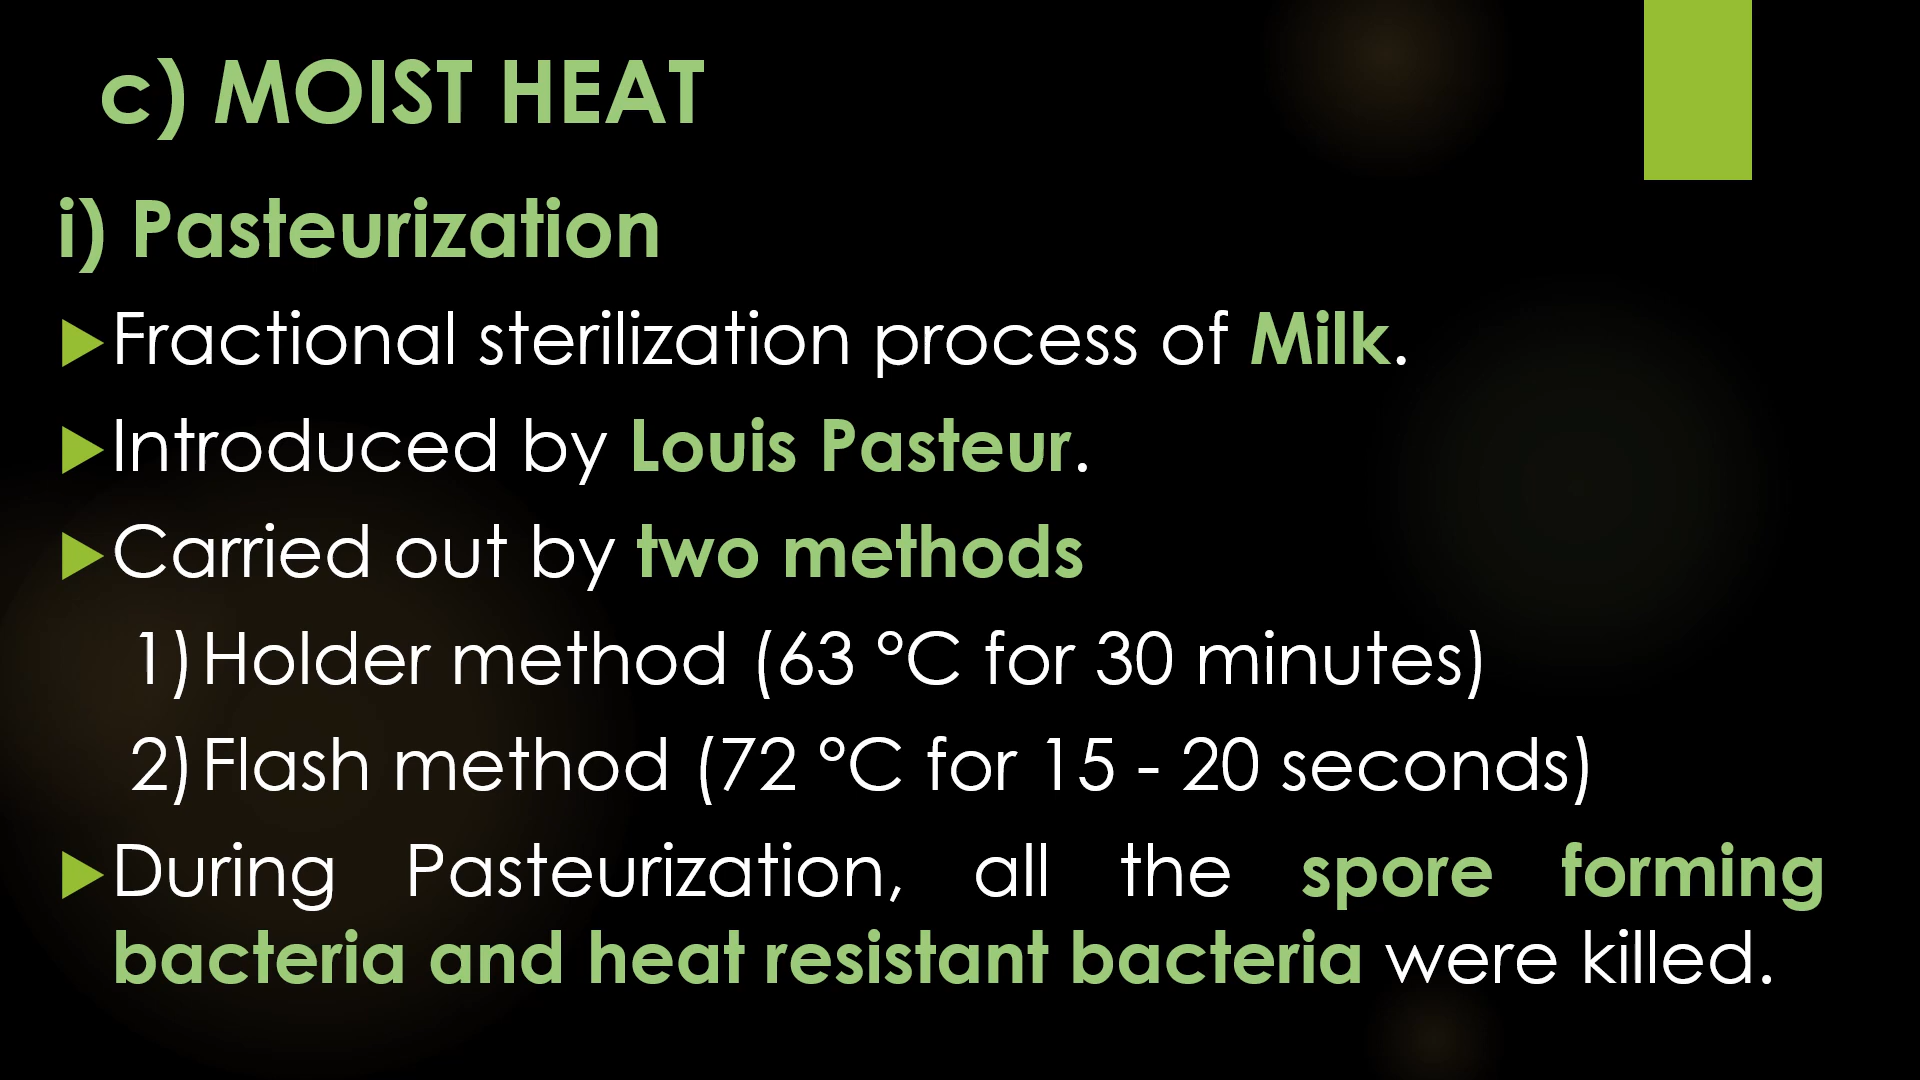 c) MOIST HEAT
i) Pasteurization
▶Fractional sterilization process of Milk.
▶Introduced by Louis Pasteur.
▶Carried out by two methods
1) Holder method (63 °C for 30 minutes)
2) Flash method (72 °C for 15 - 20 seconds)
▶During Pasteurization, all the spore forming
bacteria and heat resistant bacteria were killed.